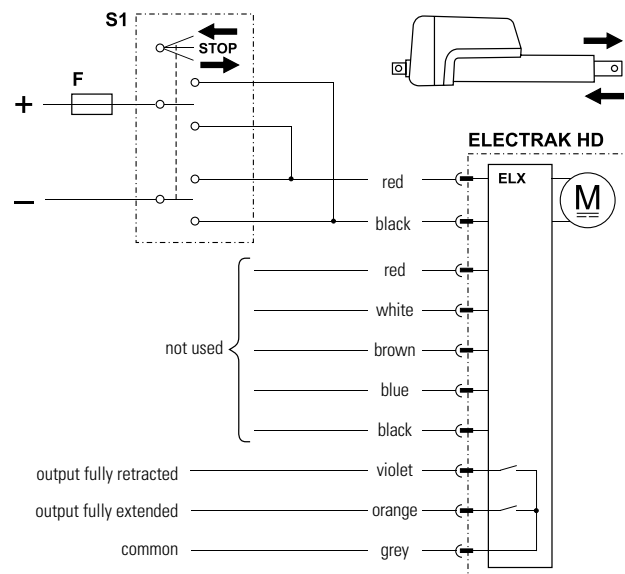 S1
STOP
F
+
–
ELECTRAK HD
ELX
M
red
black
red
white
not used
brown
blue
black
output fully retracted
violet
output fully extended
orange
common
grey